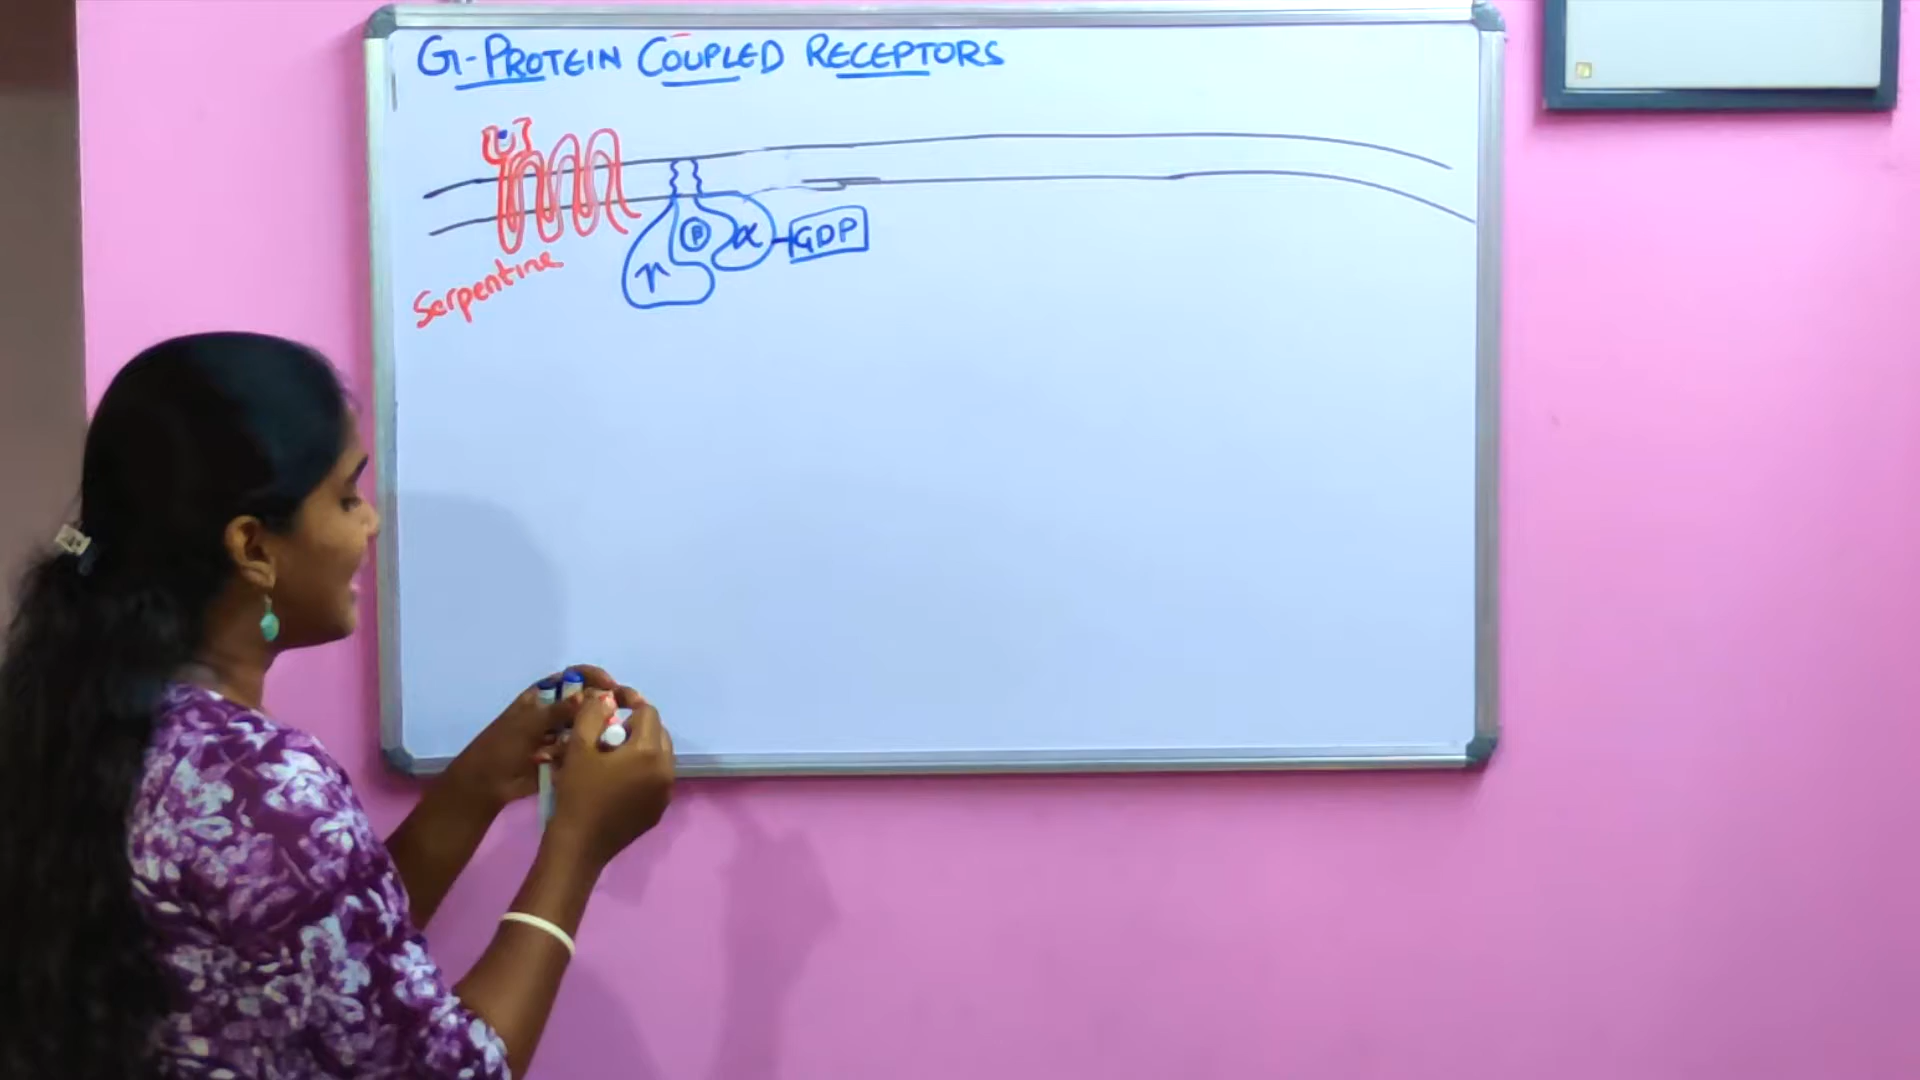 G-PROTEIN COUPLED RECEPTORS
β α GDP
γ
Serpentine